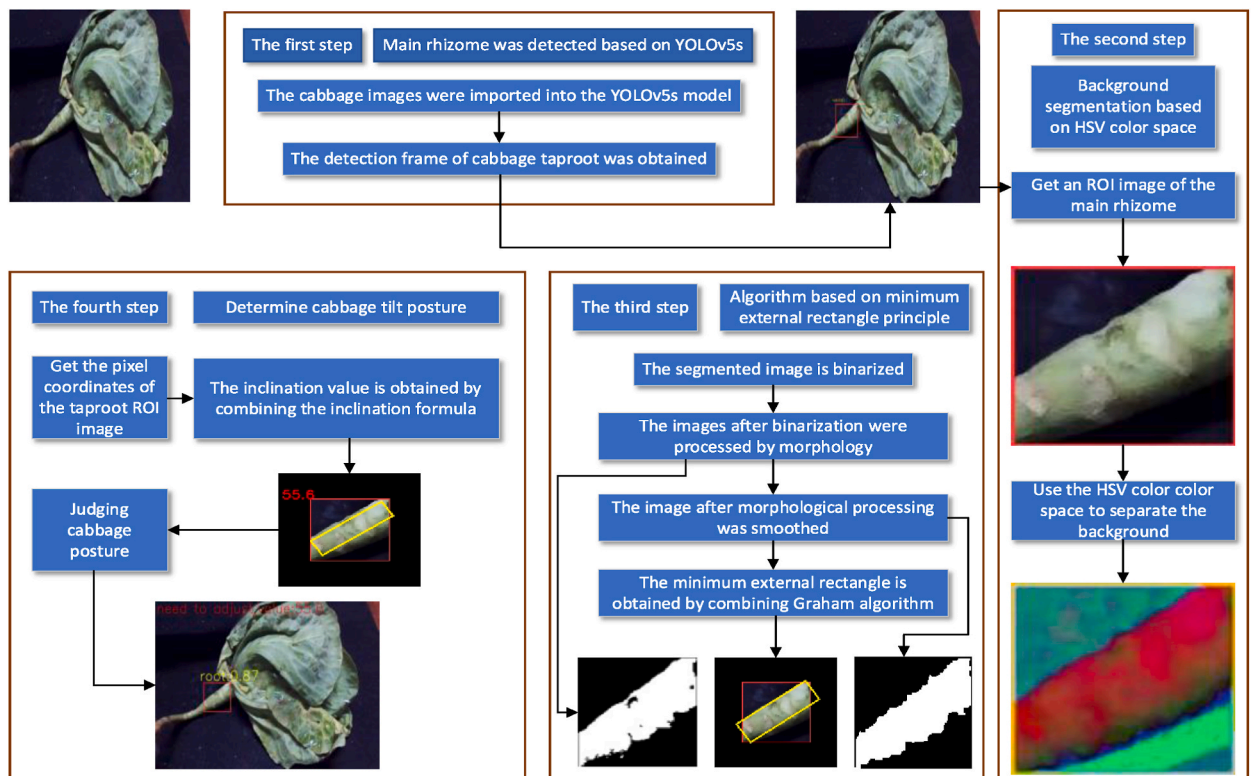 The first step
Main rhizome was detected based on YOLOv5s
The cabbage images were imported into the YOLOv5s model
The detection frame of cabbage taproot was obtained
The second step
Background
segmentation based
on HSV color space
Get an ROI image of the
main rhizome
Use the HSV color color
space to separate the
background
The third step
Algorithm based on minimum
external rectangle principle
The segmented image is binarized
The images after binarization were
processed by morphology
The image after morphological processing
was smoothed
The minimum external rectangle is
obtained by combining Graham algorithm
The fourth step
Determine cabbage tilt posture
Get the pixel
coordinates of
the taproot ROI
image
The inclination value is obtained by
combining the inclination formula
55.6
Judging
cabbage
posture
need to adjust
root 0.87